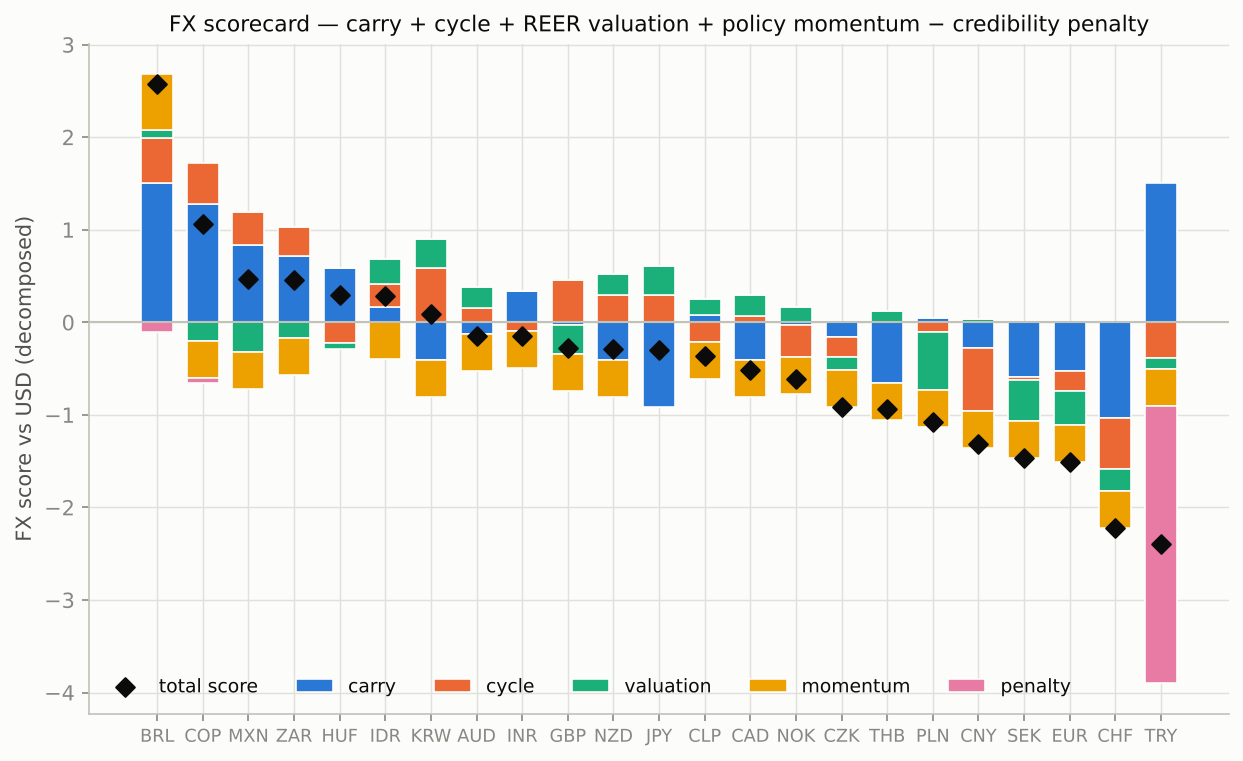 FX scorecard — carry + cycle + REER valuation + policy momentum − credibility penalty
FX score vs USD (decomposed)
3
2
1
0
−1
−2
−3
−4
total score carry cycle valuation momentum penalty
BRL COP MXN ZAR HUF IDR KRW AUD INR GBP NZD JPY CLP CAD NOK CZK THB PLN CNY SEK EUR CHF TRY